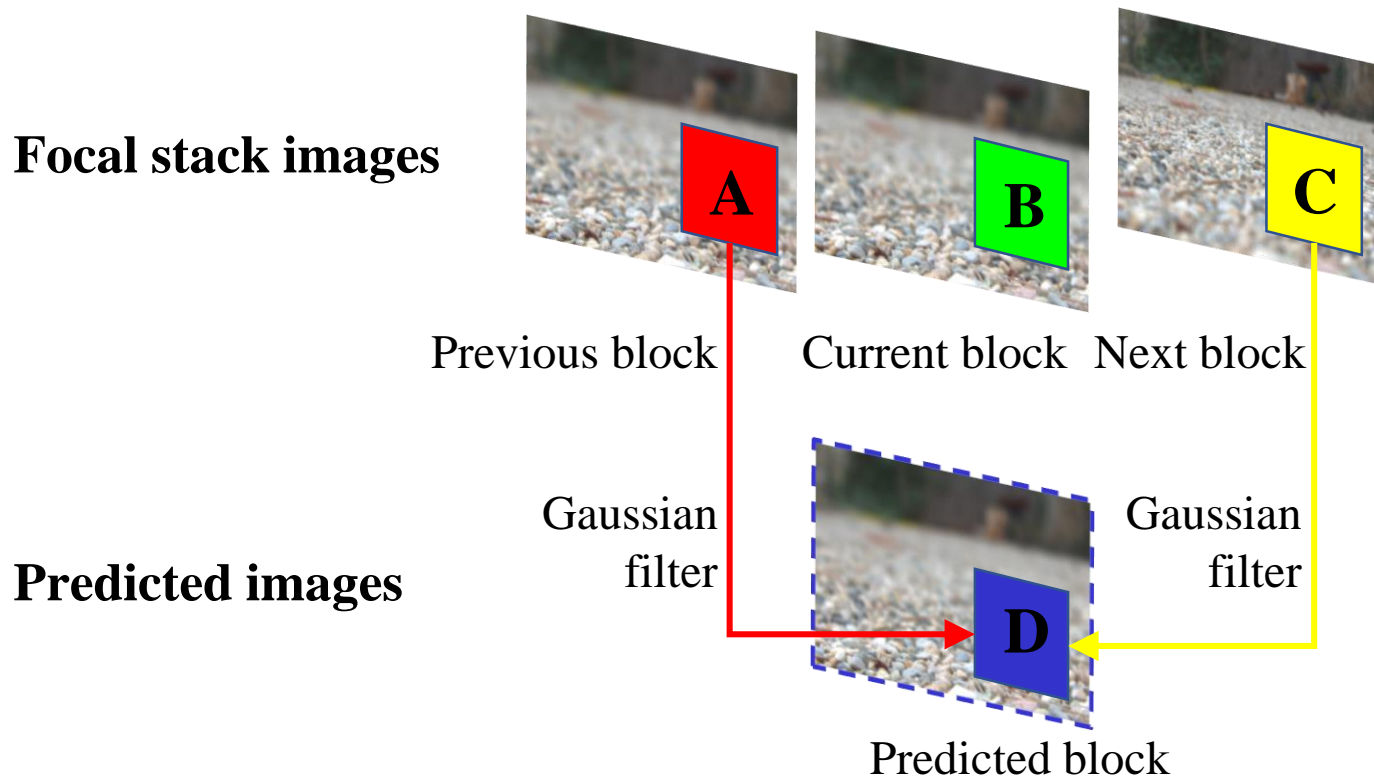 Focal stack images
A
B
C
Previous block
Current block
Next block
Gaussian
filter
Gaussian
filter
Predicted images
D
Predicted block